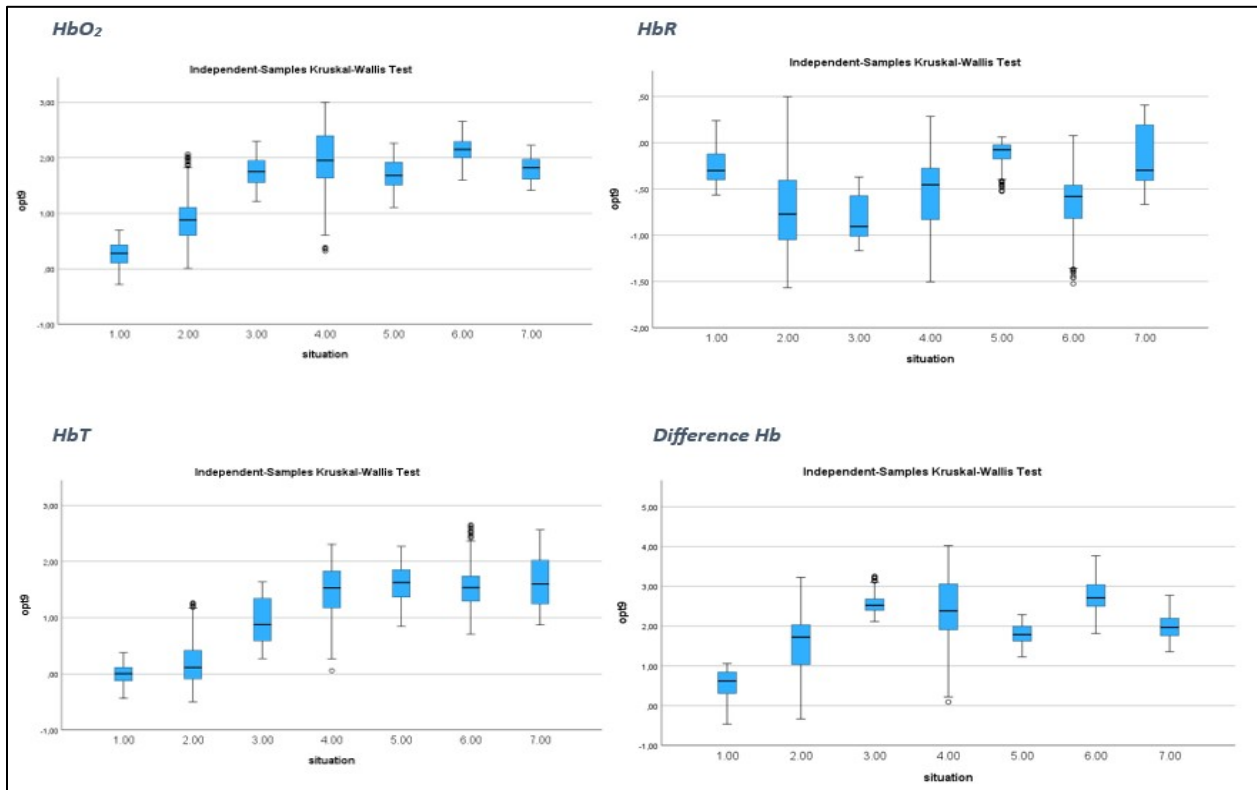 HbO₂
Independent-Samples Kruskal-Wallis Test
3,00
2,00
1,00
,00
-1,00
opt9
1.00 2.00 3.00 4.00 5.00 6.00 7.00
situation
HbR
Independent-Samples Kruskal-Wallis Test
,50
,00
-,50
-1,00
-1,50
-2,00
opt9
1.00 2.00 3.00 4.00 5.00 6.00 7.00
situation
HbT
Independent-Samples Kruskal-Wallis Test
3,00
2,00
1,00
,00
-1,00
opt9
1.00 2.00 3.00 4.00 5.00 6.00 7.00
situation
Difference Hb
Independent-Samples Kruskal-Wallis Test
5,00
4,00
3,00
2,00
1,00
,00
-1,00
opt9
1.00 2.00 3.00 4.00 5.00 6.00 7.00
situation